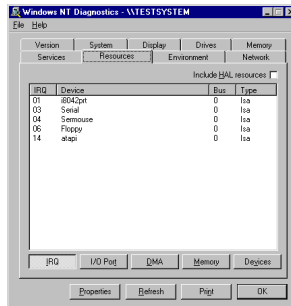 Windows NT Diagnostics - \\TESTSYSTEM
File Help
Version System Display Drives Memory
Services Resources Environment Network
Include HAL resources
IRQ Device Bus Type
01 i8042prt 0 Isa
03 Serial 0 Isa
04 Sermouse 0 Isa
06 Floppy 0 Isa
14 atapi 0 Isa
IRQ I/O Port DMA Memory Devices
Properties Refresh Print OK